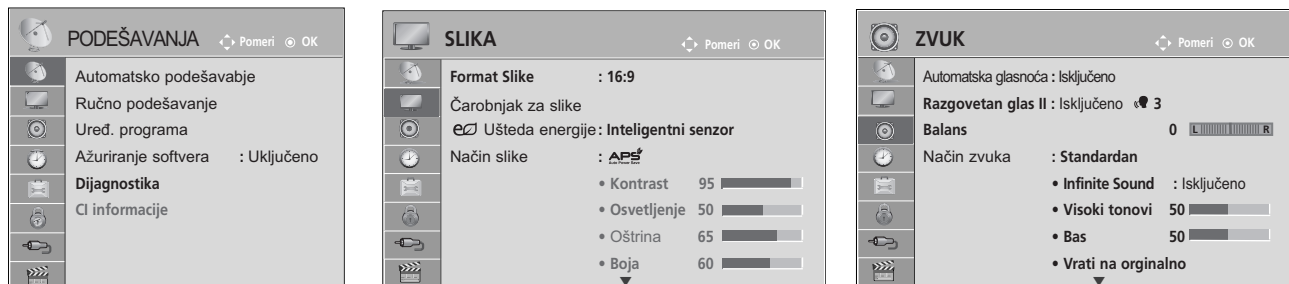 PODEŠAVANJA Pomeri OK
Automatsko podešavabje
Ručno podešavanje
Uređ. programa
Ažuriranje softvera : Uključeno
Dijagnostika
CI informacije
SLIKA Pomeri OK
Format Slike : 16:9
Čarobnjak za slike
Ušteda energije : Inteligentni senzor
Način slike : APS
• Kontrast 95
• Osvetljenje 50
• Oštrina 65
• Boja 60
ZVUK Pomeri OK
Automatska glasnoća : Isključeno
Razgovetan glas II : Isključeno 3
Balans 0 L R
Način zvuka : Standardan
• Infinite Sound : Isključeno
• Visoki tonovi 50
• Bas 50
• Vrati na orginalno